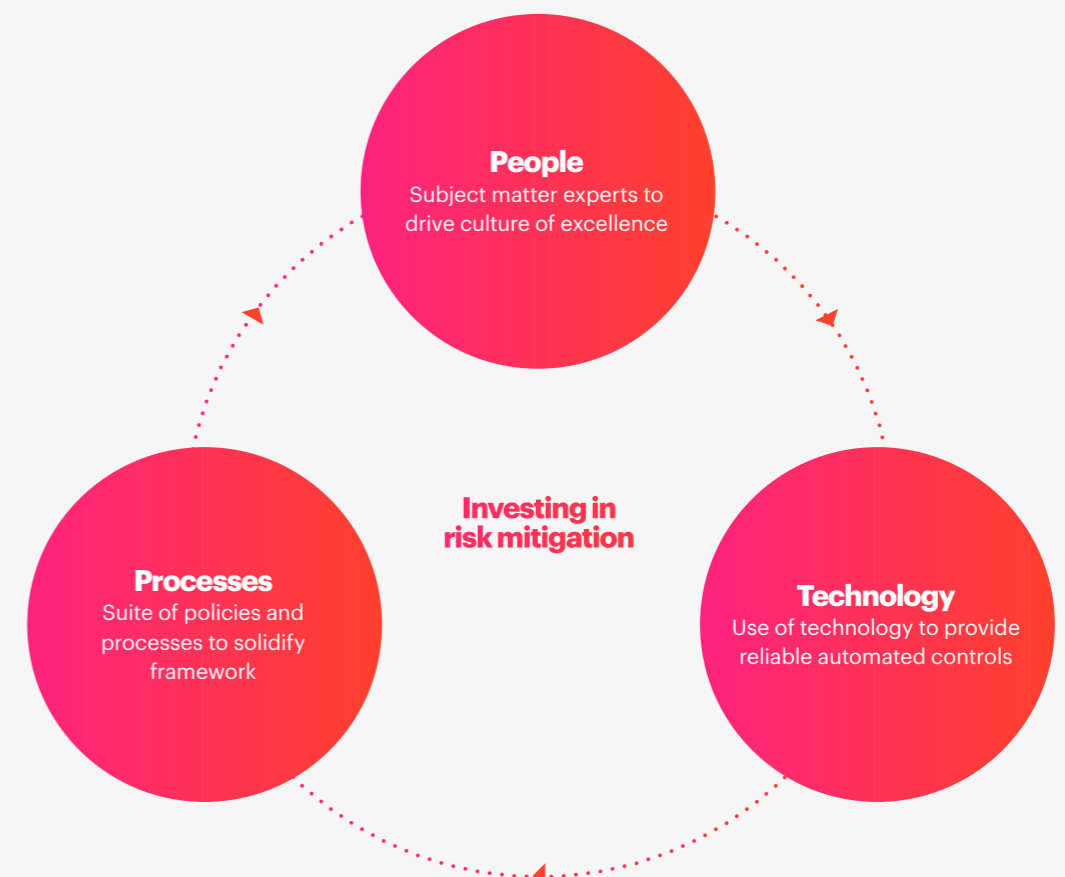 People
Subject matter experts to
drive culture of excellence
Investing in
risk mitigation
Processes
Suite of policies and
processes to solidify
framework
Technology
Use of technology to provide
reliable automated controls